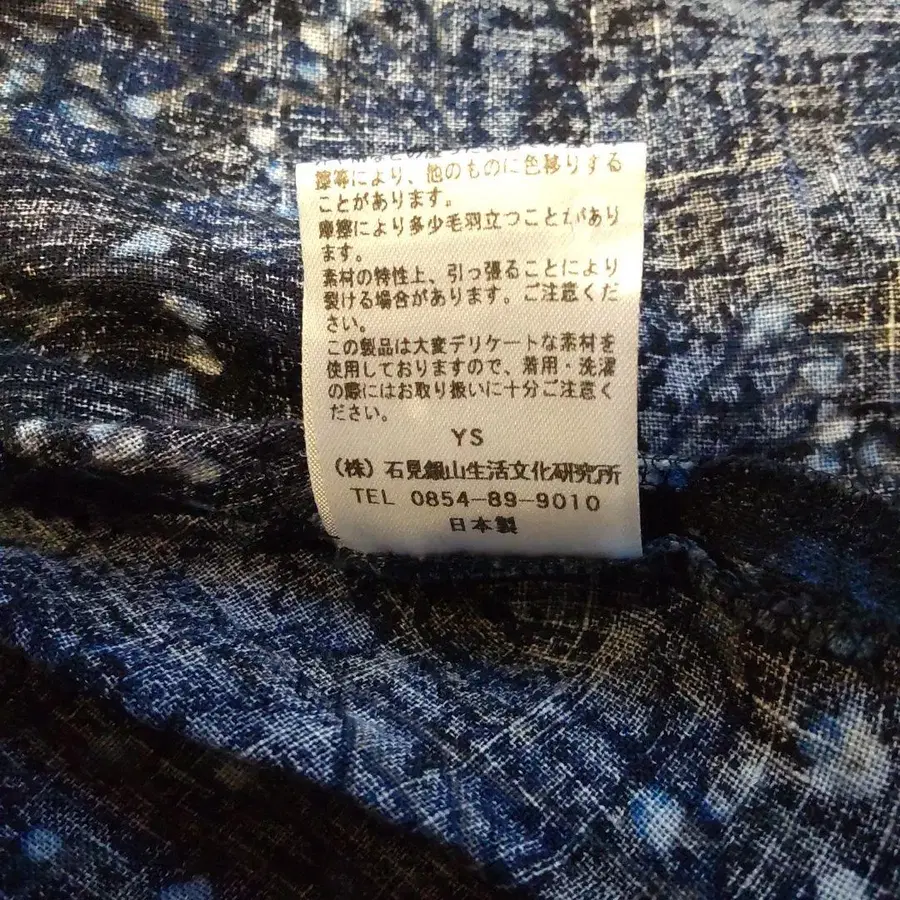 擦等により、他のものに色移りする
ことがあります。
摩擦により多少毛羽立つことがあり
ます。
素材の特性上、引っ張ることにより
裂ける場合があります。ご注意くだ
さい。
この製品は大変デリケートな素材を
使用しておりますので、着用・洗濯
の際にはお取り扱いに十分ご注意く
ださい。
YS
(株)石見銀山生活文化研究所
TEL 0854-89-9010
日本製